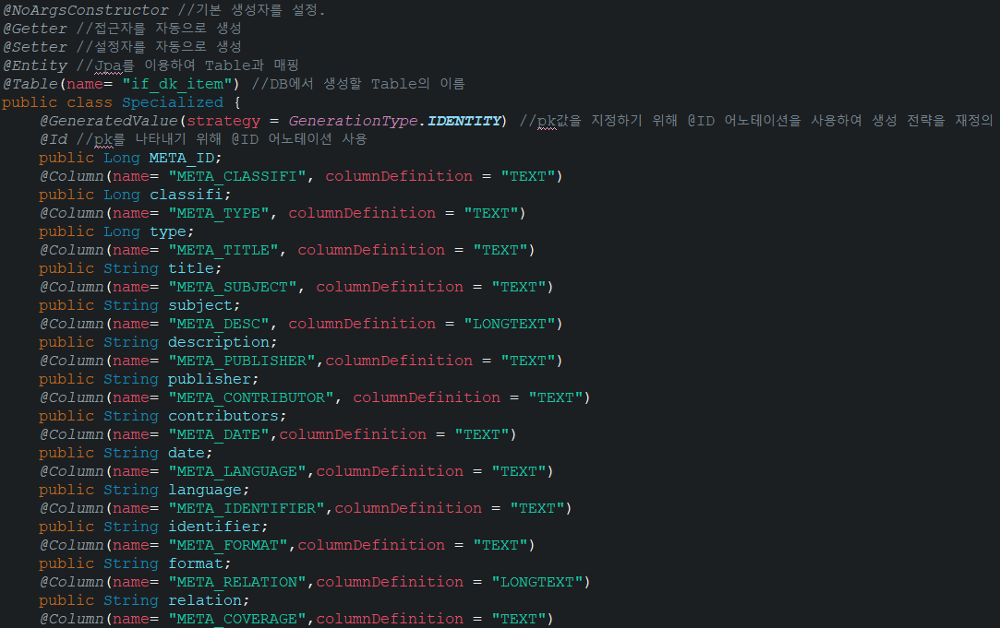 @NoArgsConstructor //기본 생성자를 설정.
@Getter //접근자를 자동으로 생성
@Setter //설정자를 자동으로 생성
@Entity //Jpa를 이용하여 Table과 매핑
@Table(name= "if_dk_item") //DB에서 생성할 Table의 이름
public class Specialized {
    @GeneratedValue(strategy = GenerationType.IDENTITY) //pk값을 지정하기 위해 @ID 어노테이션을 사용하여 생성 전략을 재정의
    @Id //pk를 나타내기 위해 @ID 어노테이션 사용
    public Long META_ID;
    @Column(name= "META_CLASSIFI", columnDefinition = "TEXT")
    public Long classifi;
    @Column(name= "META_TYPE", columnDefinition = "TEXT")
    public Long type;
    @Column(name= "META_TITLE", columnDefinition = "TEXT")
    public String title;
    @Column(name= "META_SUBJECT", columnDefinition = "TEXT")
    public String subject;
    @Column(name= "META_DESC", columnDefinition = "LONGTEXT")
    public String description;
    @Column(name= "META_PUBLISHER",columnDefinition = "TEXT")
    public String publisher;
    @Column(name= "META_CONTRIBUTOR", columnDefinition = "TEXT")
    public String contributors;
    @Column(name= "META_DATE",columnDefinition = "TEXT")
    public String date;
    @Column(name= "META_LANGUAGE",columnDefinition = "TEXT")
    public String language;
    @Column(name= "META_IDENTIFIER",columnDefinition = "TEXT")
    public String identifier;
    @Column(name= "META_FORMAT",columnDefinition = "TEXT")
    public String format;
    @Column(name= "META_RELATION",columnDefinition = "LONGTEXT")
    public String relation;
    @Column(name= "META_COVERAGE",columnDefinition = "TEXT")